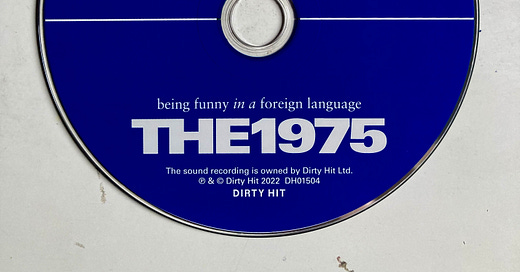 being funny in a foreign language
THE1975
The sound recording is owned by Dirty Hit Ltd.
℗ & © Dirty Hit 2022 DH01504
DIRTY HIT